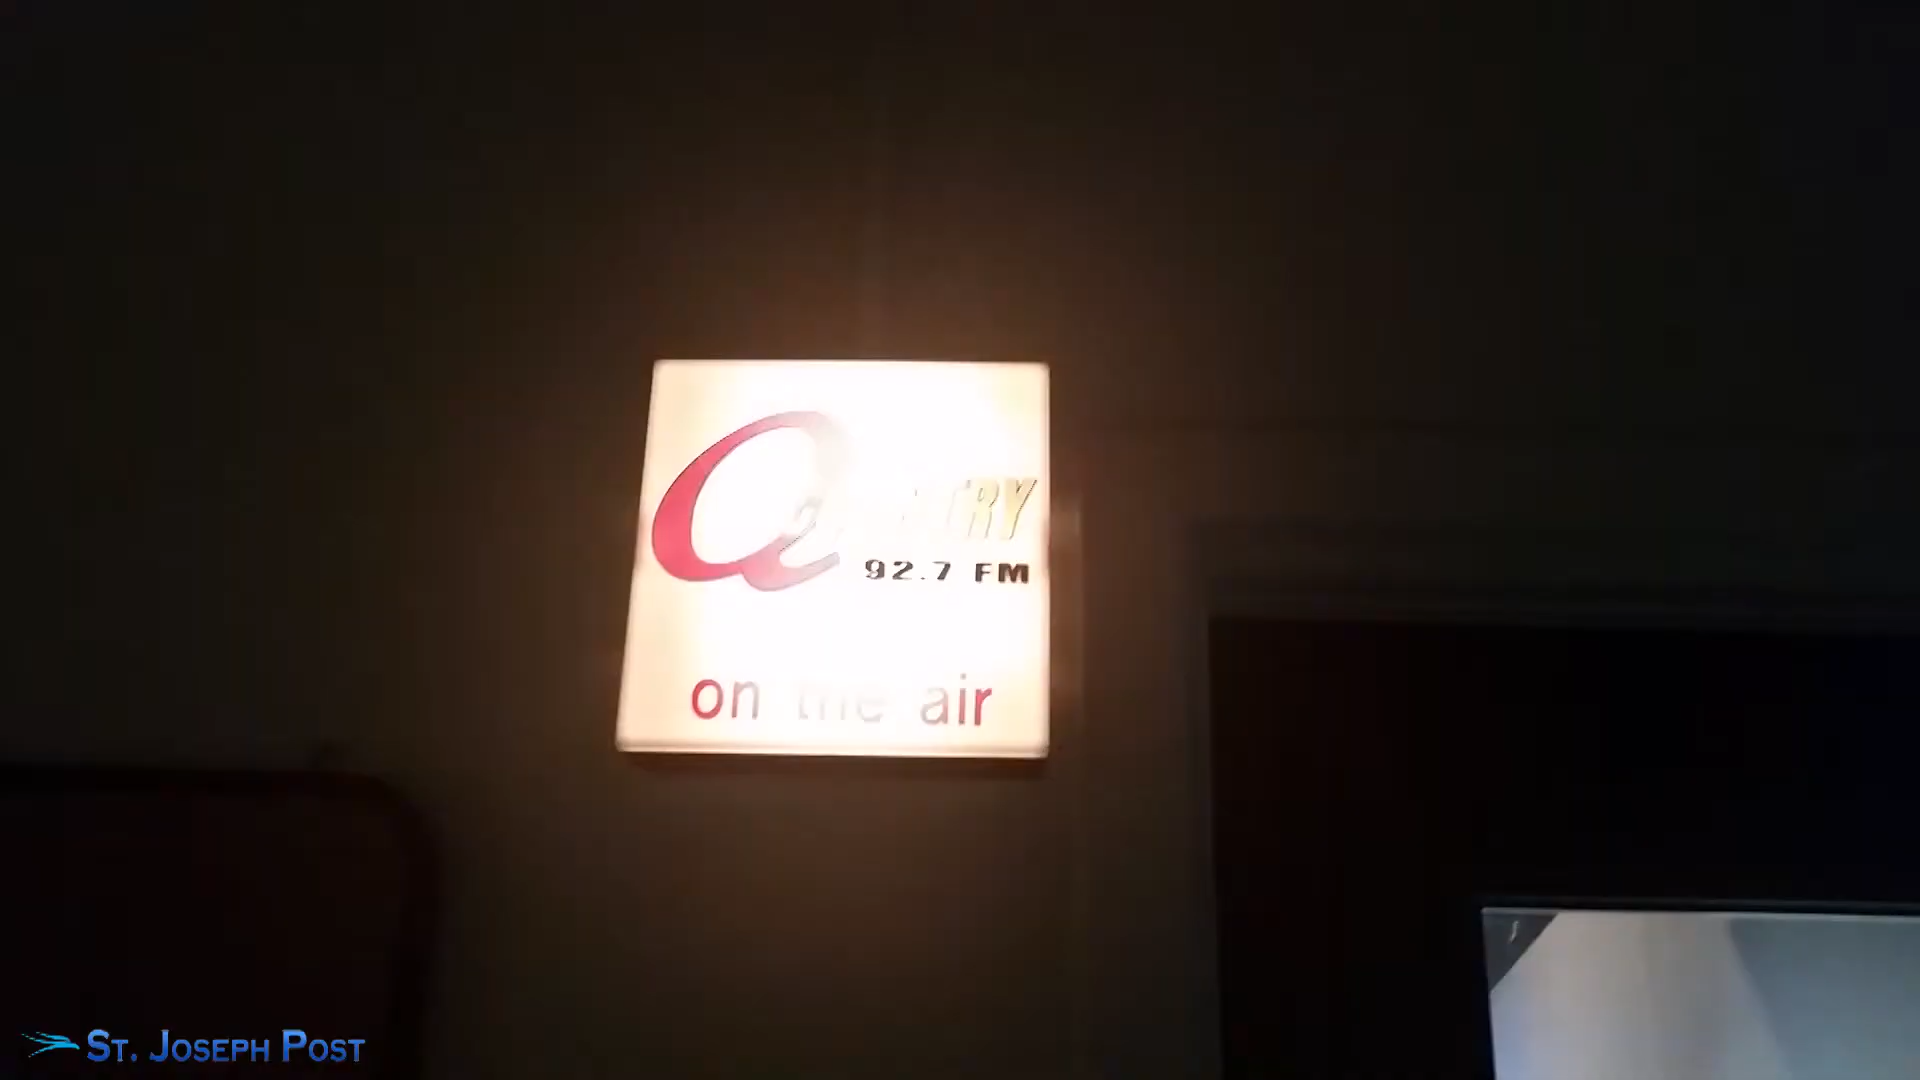 Q
92.7 FM
on the air
St. Joseph Post